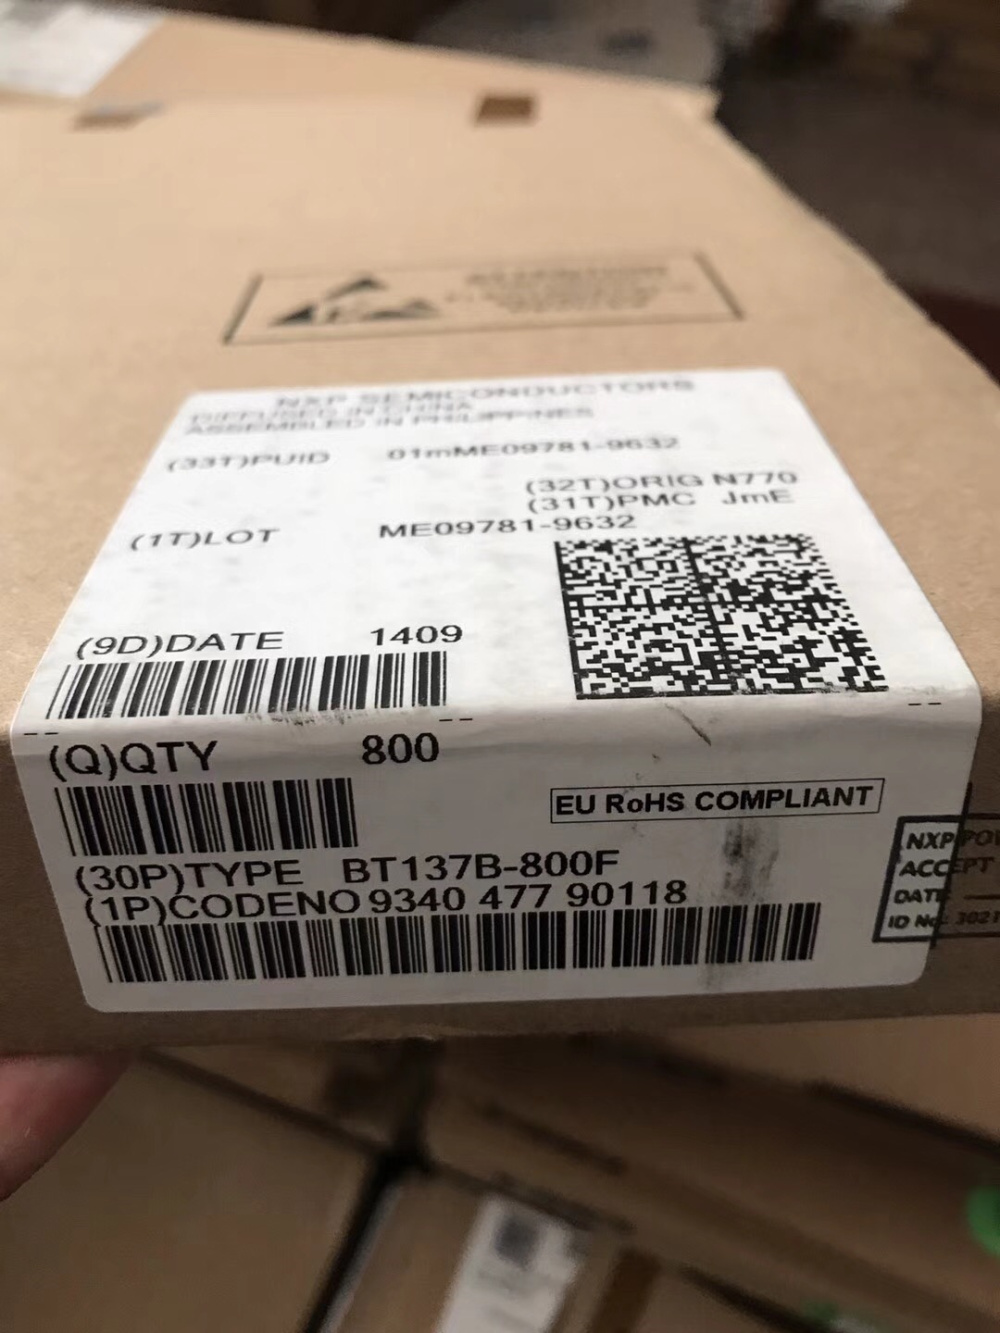 NXP SEMICONDUCTORS
DIFFUSED IN CHINA
ASSEMBLED IN PHILIPPINES
(33T)PUID 01mME09781-9632
(32T)ORIG N770
(31T)PMC JmE
(1T)LOT ME09781-9632
(9D)DATE 1409
(Q)QTY 800
EU RoHS COMPLIANT
(30P)TYPE BT137B-800F
(1P)CODENO 9340 477 90118
NXP
ACCEPT
DATE
ID No. 3021